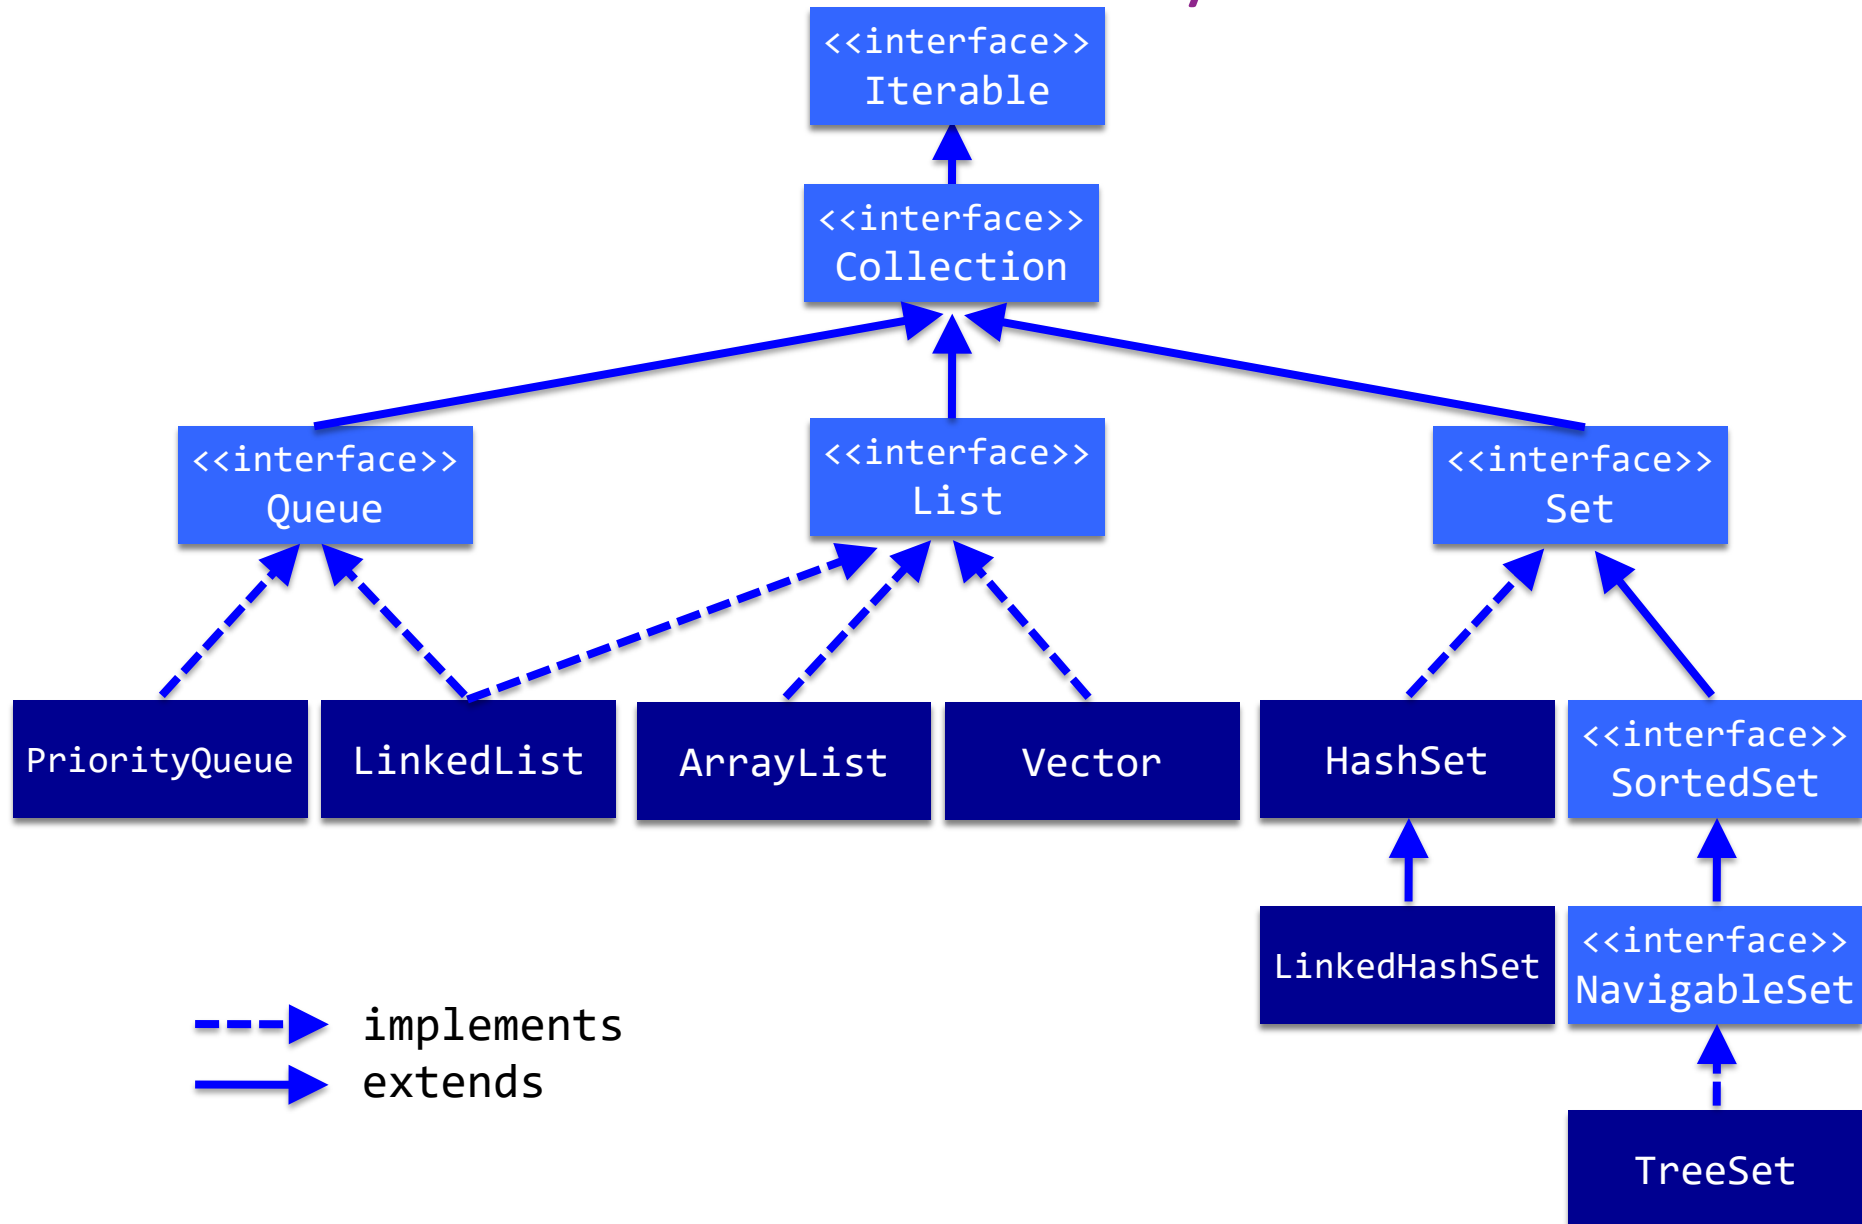 <<interface>>
Iterable
<<interface>>
Collection
<<interface>>
Queue
<<interface>>
List
<<interface>>
Set
PriorityQueue
LinkedList
ArrayList
Vector
HashSet
<<interface>>
SortedSet
LinkedHashSet
<<interface>>
NavigableSet
implements
extends
TreeSet